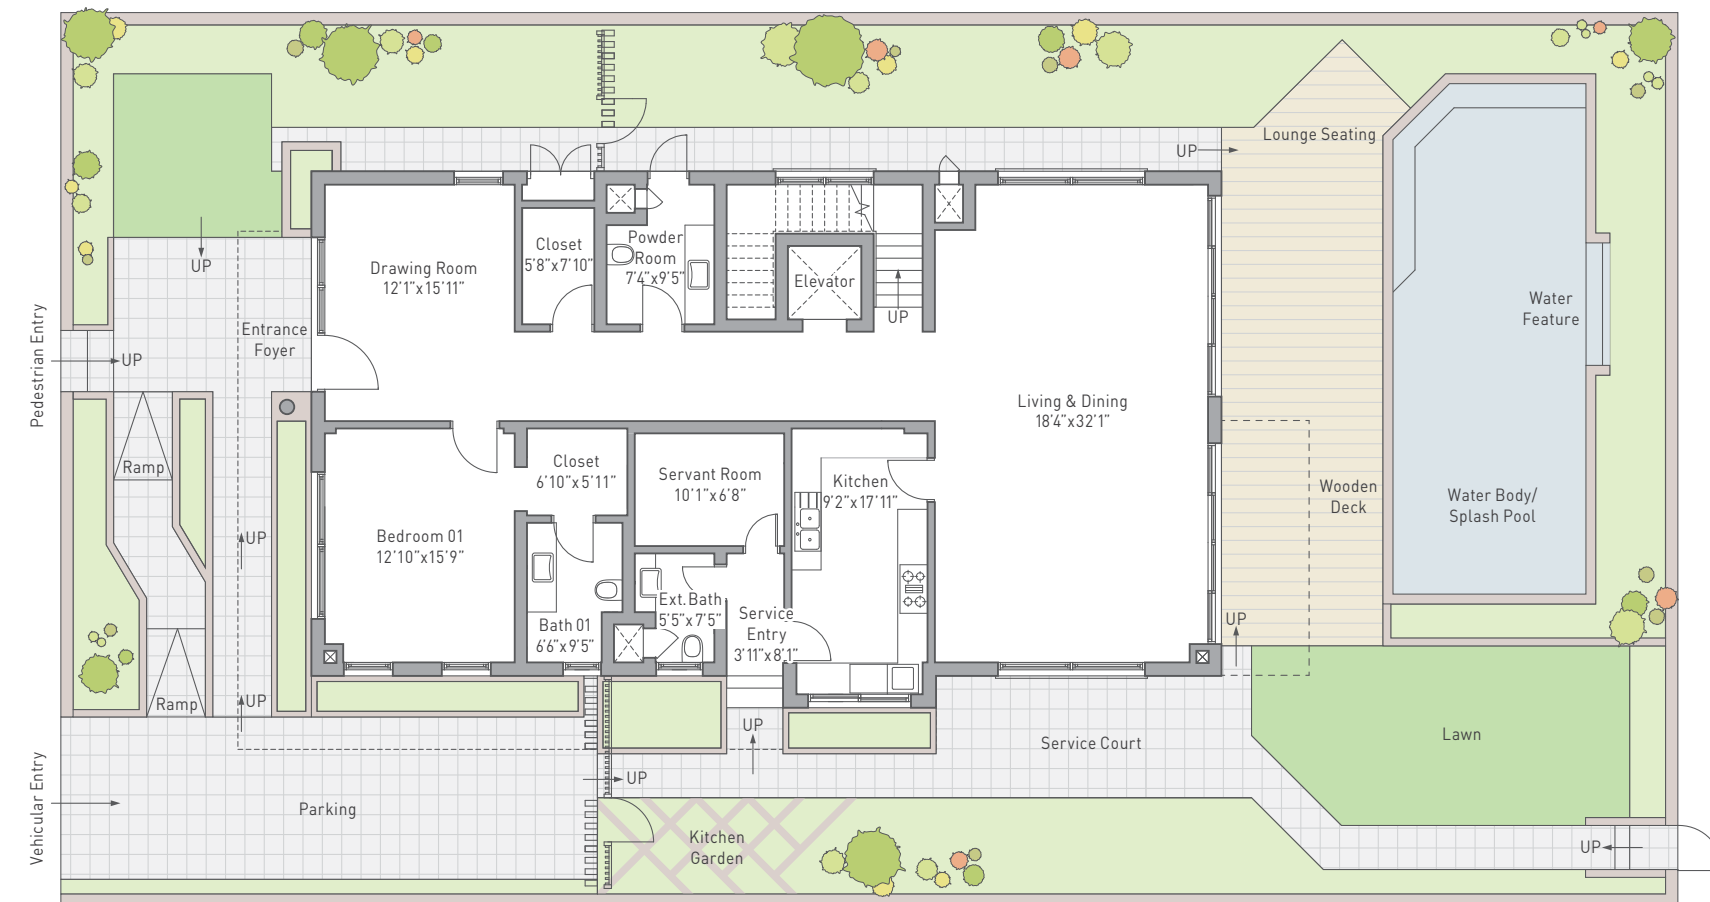 Lounge Seating
UP
Closet
5'8"x7'10"
Powder
Room
7'4"x9'5"
Drawing Room
12'1"x15'11"
Elevator
UP
UP
Water
Feature
Entrance
Foyer
Pedestrian Entry
UP
Living & Dining
18'4"x32'1"
Ramp
Closet
6'10"x5'11"
Servant Room
10'1"x6'8"
Kitchen
9'2"x17'11"
Wooden
Deck
Water Body/
Splash Pool
Bedroom 01
12'10"x15'9"
UP
Ext.Bath
5'5"x7'5"
Service
Entry
3'11"x8'1"
Bath 01
6'6"x9'5"
UP
Ramp
UP
UP
Service Court
Lawn
UP
Vehicular Entry
Parking
Kitchen
Garden
UP